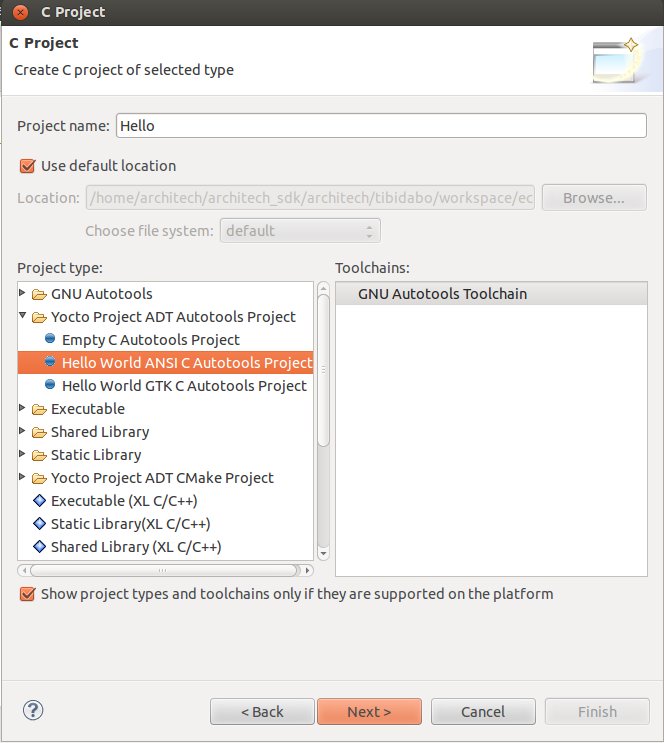 C Project
C Project
Create C project of selected type
Project name: Hello
Use default location
Location: /home/architech/architech_sdk/architech/tibidabo/workspace/ec Browse...
Choose file system: default
Project type:
GNU Autotools
Yocto Project ADT Autotools Project
Empty C Autotools Project
Hello World ANSI C Autotools Project
Hello World GTK C Autotools Project
Executable
Shared Library
Static Library
Yocto Project ADT CMake Project
Executable (XL C/C++)
Static Library(XL C/C++)
Shared Library (XL C/C++)
Toolchains:
GNU Autotools Toolchain
Show project types and toolchains only if they are supported on the platform
? < Back Next > Cancel Finish